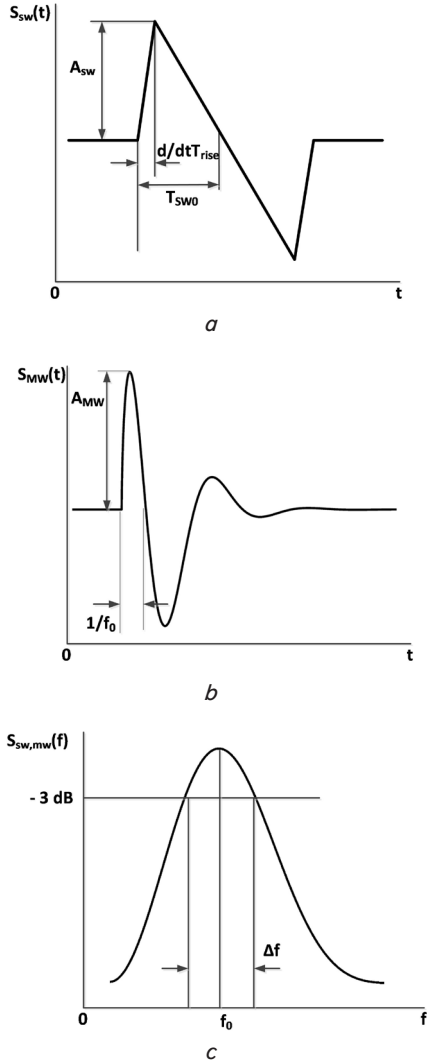 Ssw(t)
Asw
d/dtTrise
TSW0
0
t
a
SMW(t)
AMW
1/f0
0
t
b
Ssw,mw(f)
- 3 dB
Δf
0
f0
f
c